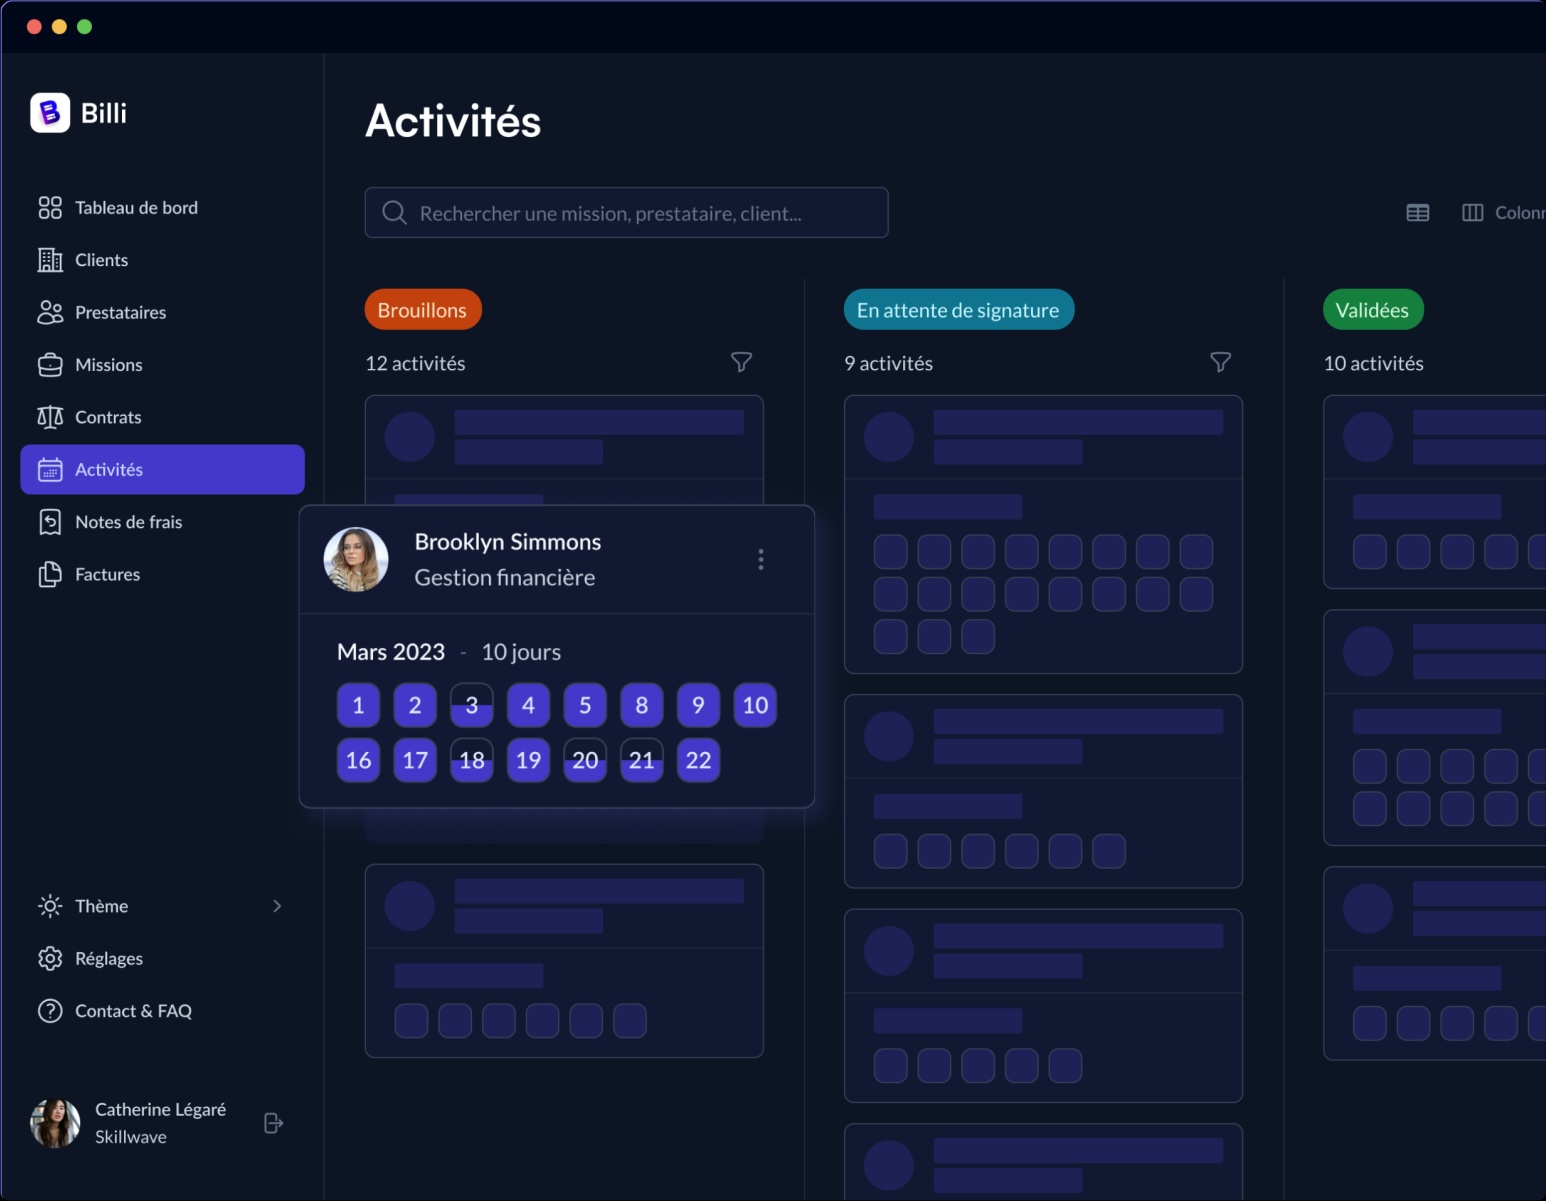 Billi
Tableau de bord
Clients
Prestataires
Missions
Contrats
Activités
Notes de frais
Factures
Thème
Réglages
Contact & FAQ
Catherine Légaré
Skillwave
Activités
Rechercher une mission, prestataire, client...
Brouillons
12 activités
Brooklyn Simmons
Gestion financière
Mars 2023 - 10 jours
1 2 3 4 5 8 9 10
16 17 18 19 20 21 22
En attente de signature
9 activités
Validées
10 activités